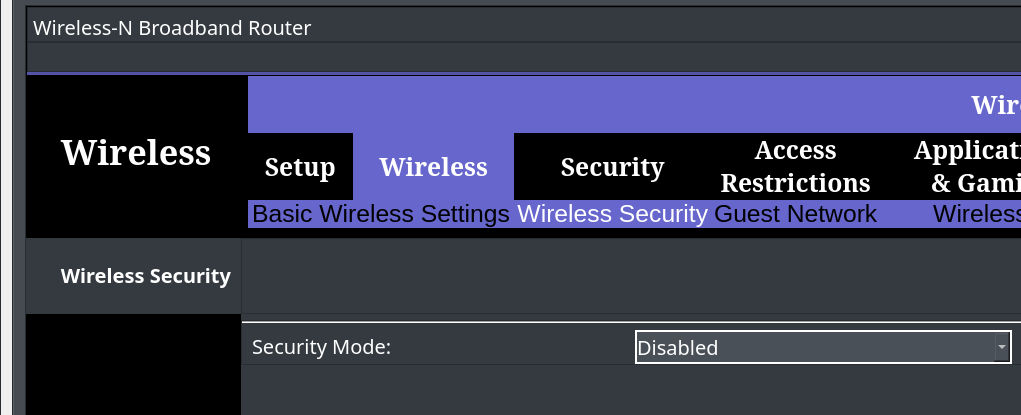 Wireless-N Broadband Router
Wireless
Setup
Wireless
Security
Access
Restrictions
Basic Wireless Settings
Wireless Security
Guest Network
Wireless Security
Security Mode:
Disabled